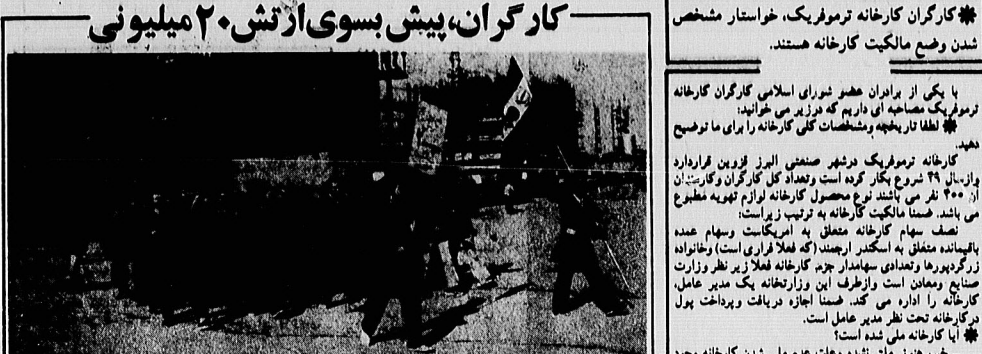 کارگران، پیش بسوی ارتش ۲۰ میلیونی
❋ کارگران کارخانه ترموفریک، خواستار مشخص
شدن وضع مالکیت کارخانه هستند.
با یکی از برادران عضو شورای اسلامی کارگران کارخانه
ترموفریک مصاحبه ای داریم که درزیر می خوانید:
❋ لطفا تاریخچه ومشخصات کلی کارخانه را برای ما توضیح
دهید.
کارخانه ترموفریک درشهر صنعتی البرز قزوین قراردارد
وازسال ۴۹ شروع بکار کرده است وتعداد کل کارگران وکارمندان
آن ۴۰۰ نفر می باشند نوع محصول کارخانه لوازم تهویه مطبوع
می باشد. ضمنا مالکیت کارخانه به ترتیب زیراست:
نصف سهام کارخانه متعلق به امریکاست وسهام عمده
باقیمانده متعلق به اسکندر ارجمند (که فعلا فراری است) وخانواده
زرگردپورها وتعدادی سهامدار جزء. کارخانه فعلا زیر نظر وزارت
صنایع ومعادن است وازطرف این وزارتخانه یک مدیر عامل،
کارخانه را اداره می کند. ضمنا اجازه دریافت وپرداخت پول
درکارخانه تحت نظر مدیر عامل است.
❋ آیا کارخانه ملی شده است؟